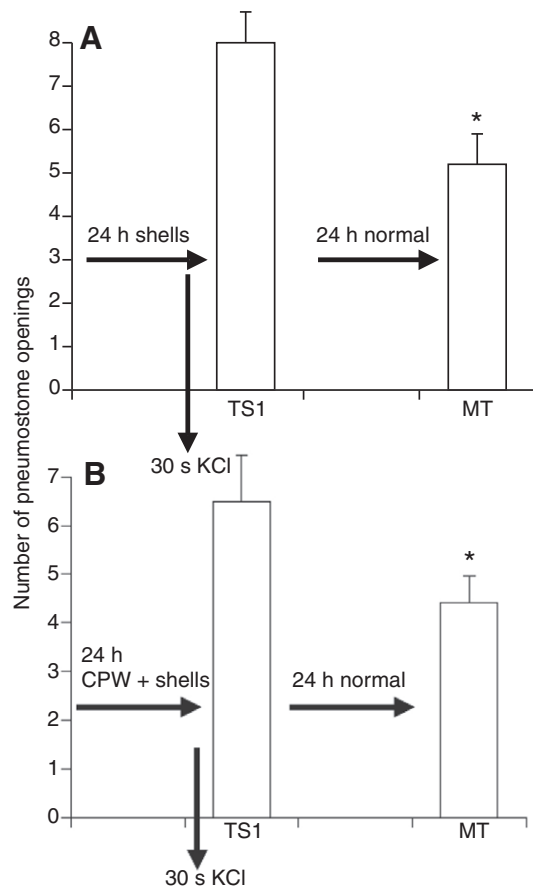 A
8
7
6
5
4
3
2
1
0
*
24 h shells
24 h normal
TS1
MT
30 s KCl
Number of pneumostome openings
B
7
6
5
4
3
2
1
0
*
24 h
CPW + shells
24 h normal
TS1
MT
30 s KCl